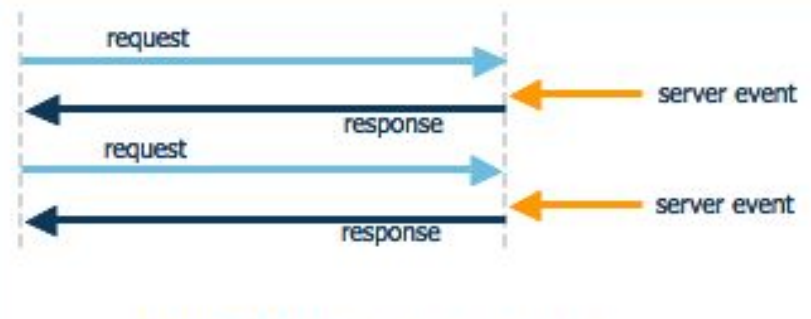 request
server event
response
request
server event
response